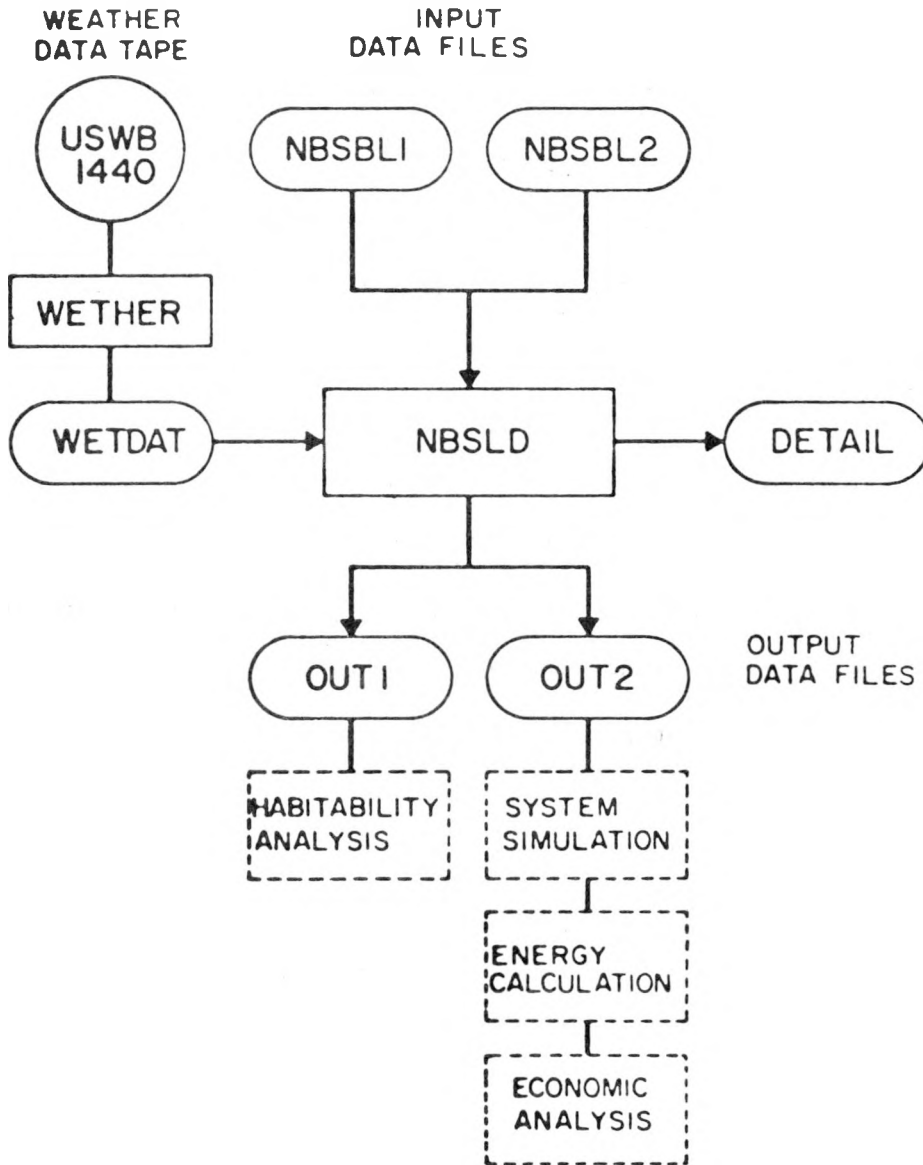 WEATHER
DATA TAPE
INPUT
DATA FILES
USWB
1440
NBSBL1
NBSBL2
WETHER
WETDAT
NBSLD
DETAIL
OUT1
OUT2
OUTPUT
DATA FILES
HABITABILITY
ANALYSIS
SYSTEM
SIMULATION
ENERGY
CALCULATION
ECONOMIC
ANALYSIS